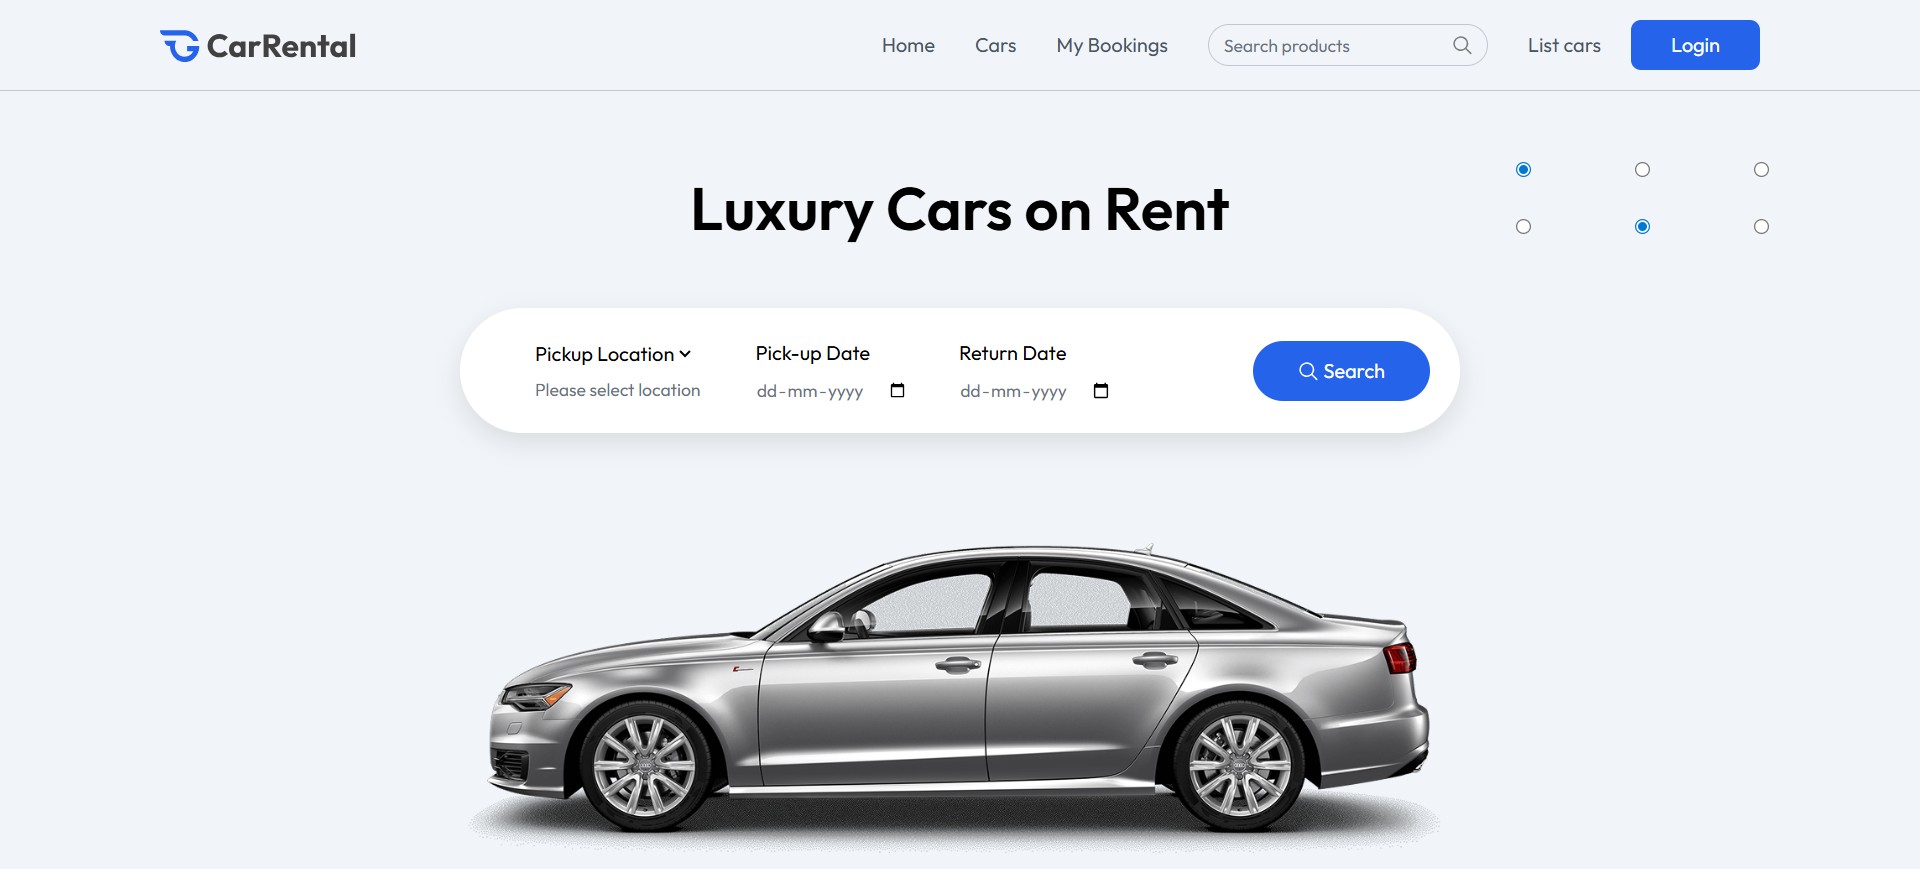 CarRental
Home
Cars
My Bookings
Search products
List cars
Login
Luxury Cars on Rent
Pickup Location
Please select location
Pick-up Date
dd-mm-yyyy
Return Date
dd-mm-yyyy
Search